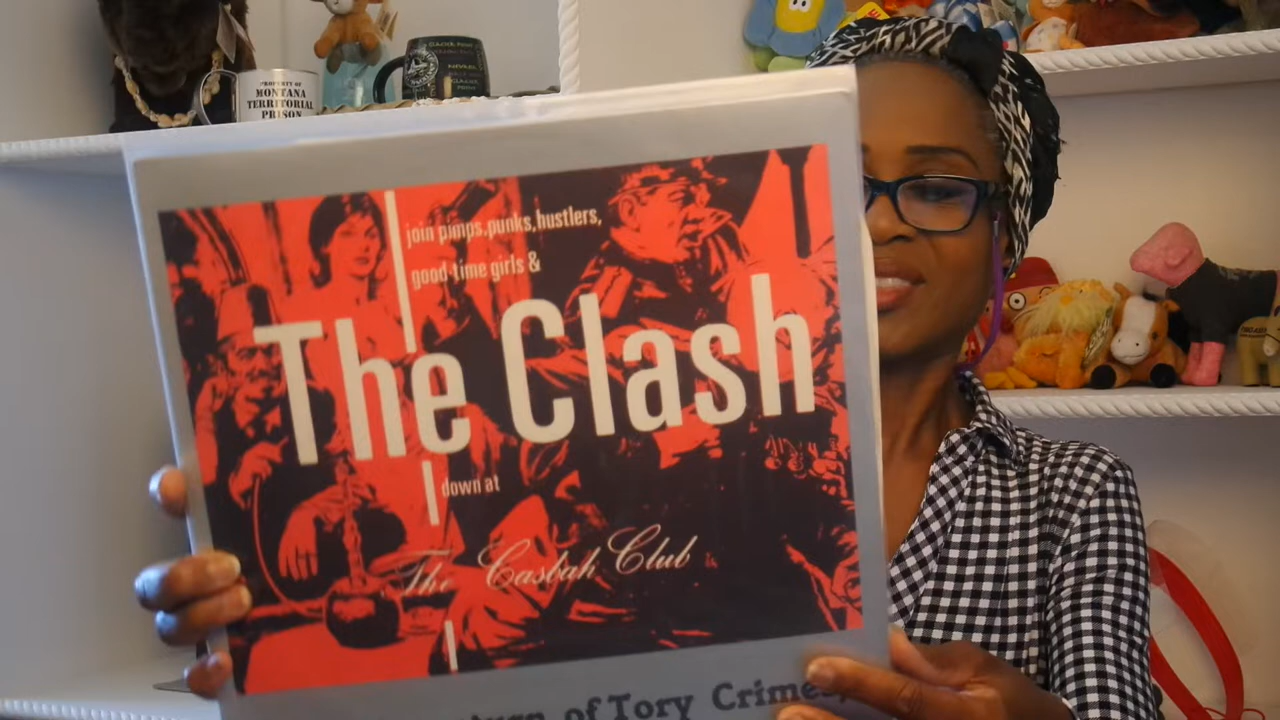 PROPERTY OF
MONTANA
TERRITORIAL
PRISON
join pimps,punks,hustlers,
good-time girls &
The Clash
down at
The Casbah Club
of Tory Crimes